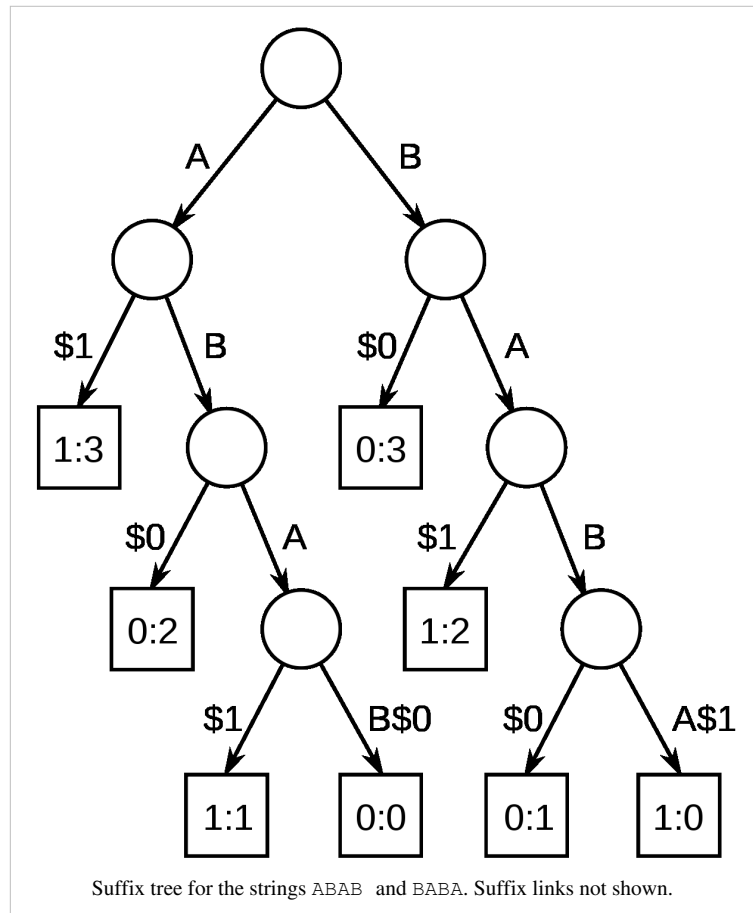 A B
$1 B $0 A
1:3 0:3
$0 A $1 B
0:2 1:2
$1 B$0 $0 A$1
1:1 0:0 0:1 1:0
Suffix tree for the strings ABAB and BABA. Suffix links not shown.